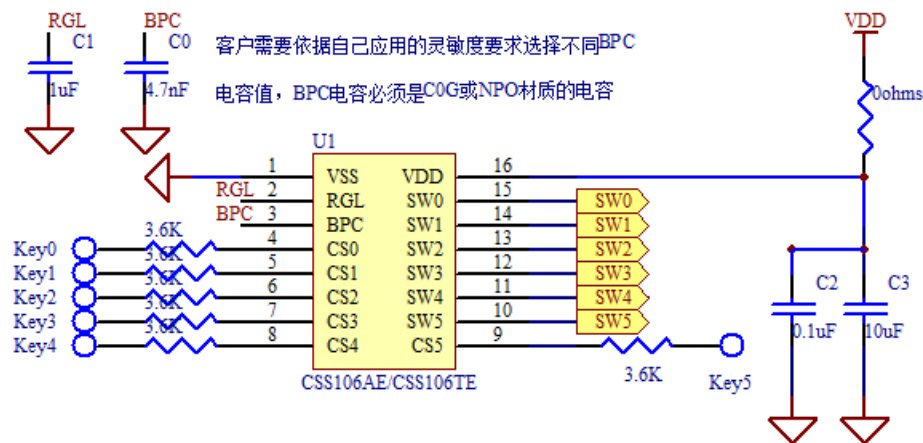 RGL
BPC
VDD
C1
C0
客户需要依据自己应用的灵敏度要求选择不同BPC
1uF
4.7nF
电容值，BPC电容必须是C0G或NPO材质的电容
0ohms
U1
1
VSS
VDD
16
RGL
2
RGL
SW0
15
SW0
BPC
3
BPC
SW1
14
SW1
Key0
3.6K
4
CS0
SW2
13
SW2
Key1
3.6K
5
CS1
SW3
12
SW3
Key2
3.6K
6
CS2
SW4
11
SW4
Key3
3.6K
7
CS3
SW5
10
SW5
Key4
3.6K
8
CS4
CS5
9
3.6K
Key5
C2
C3
0.1uF
10uF
CSS106AE/CSS106TE